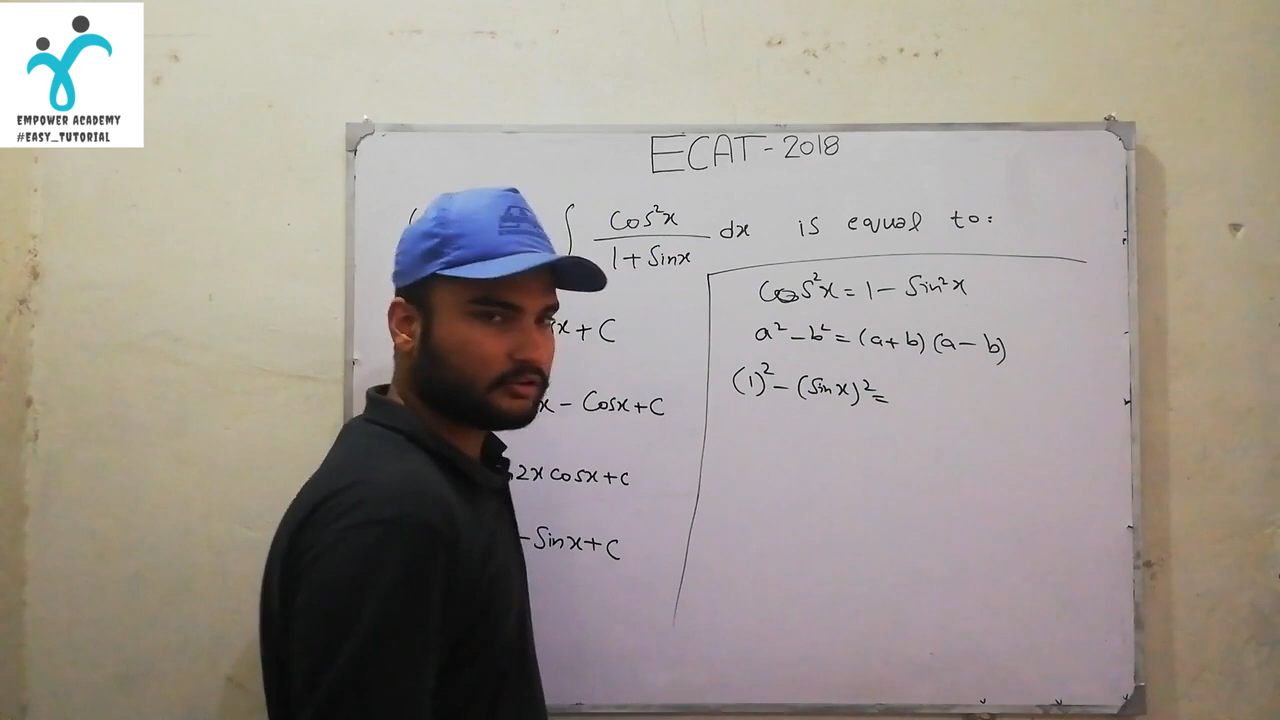 EMPOWER ACADEMY
#EASY_TUTORIAL
ECAT-2018
∫ Cos²x / 1 + Sinx dx is equal to:
x + C
x - Cosx + C
2x cosx + C
- Sinx + C
Cos²x = 1 - Sin²x
a² - b² = (a + b) (a - b)
(1)² - (Sinx)² =